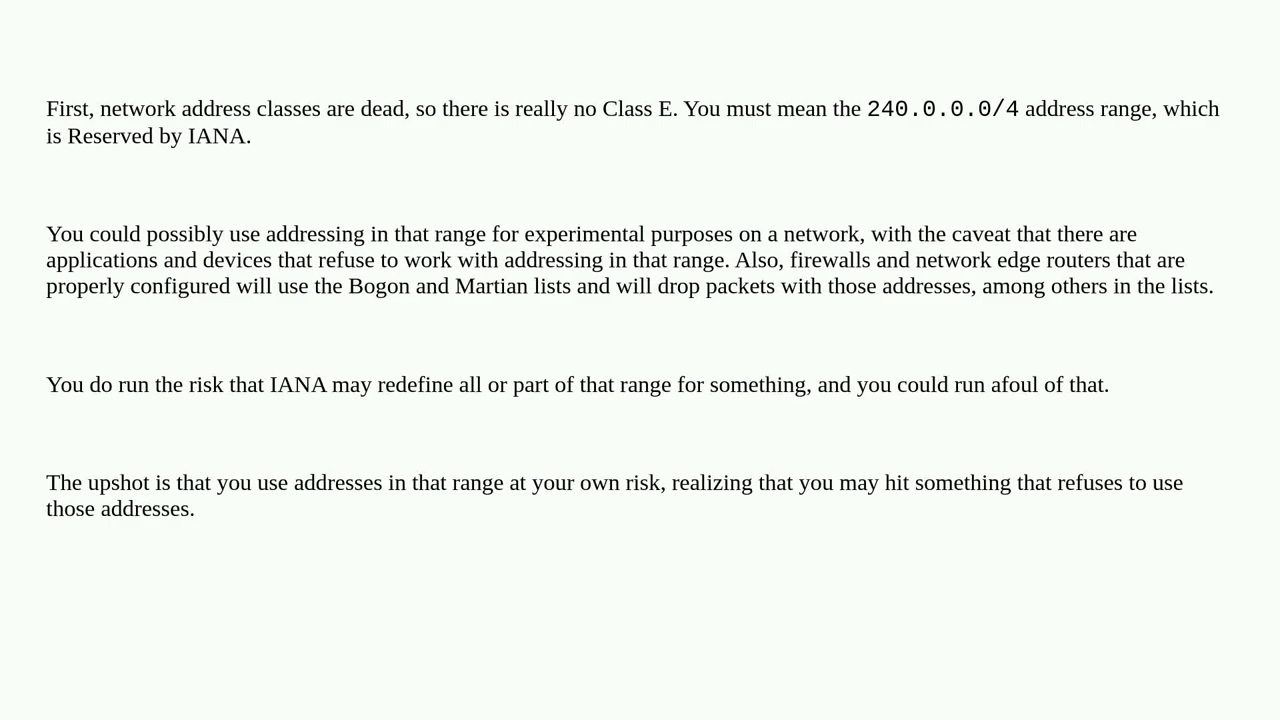 First, network address classes are dead, so there is really no Class E. You must mean the 240.0.0.0/4 address range, which
is Reserved by IANA.
You could possibly use addressing in that range for experimental purposes on a network, with the caveat that there are
applications and devices that refuse to work with addressing in that range. Also, firewalls and network edge routers that are
properly configured will use the Bogon and Martian lists and will drop packets with those addresses, among others in the lists.
You do run the risk that IANA may redefine all or part of that range for something, and you could run afoul of that.
The upshot is that you use addresses in that range at your own risk, realizing that you may hit something that refuses to use
those addresses.